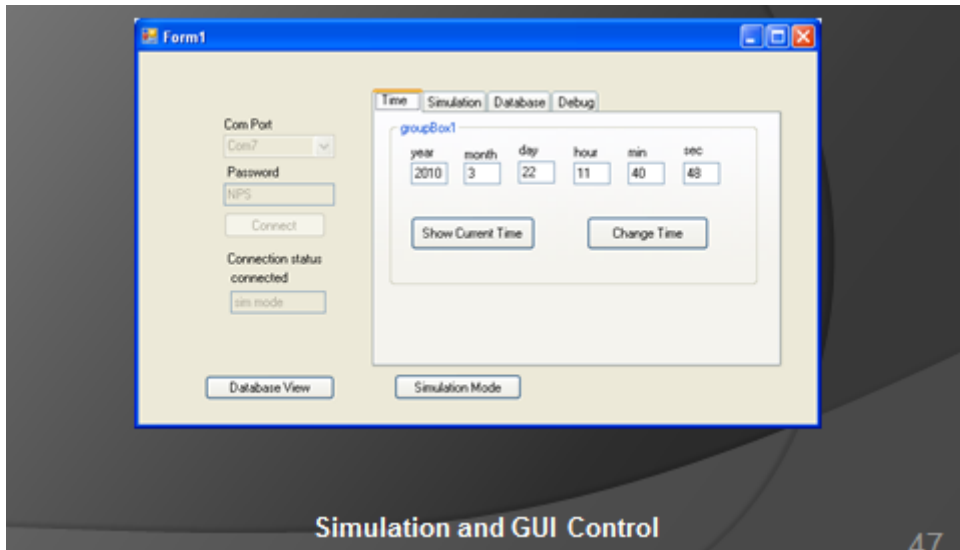 Form1
Time Simulation Database Debug
Com Port
Com7
Password
NPS
Connect
Connection status
connected
sim mode
groupBox1
year month day hour min sec
2010 3 22 11 40 48
Show Current Time Change Time
Database View Simulation Mode
Simulation and GUI Control
47